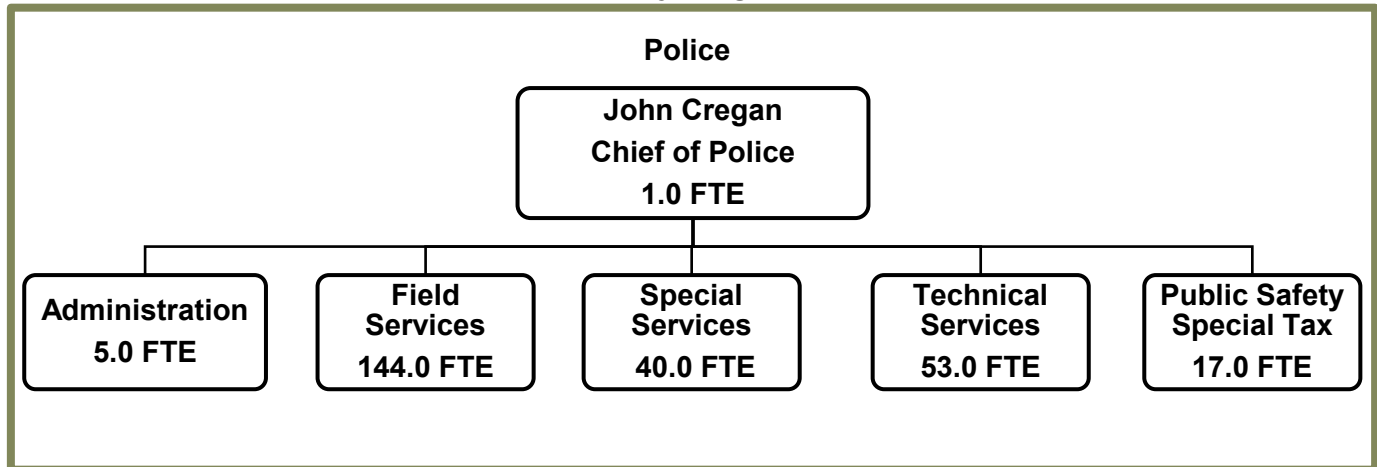 Police
John Cregan
Chief of Police
1.0 FTE
Administration
5.0 FTE
Field
Services
144.0 FTE
Special
Services
40.0 FTE
Technical
Services
53.0 FTE
Public Safety
Special Tax
17.0 FTE